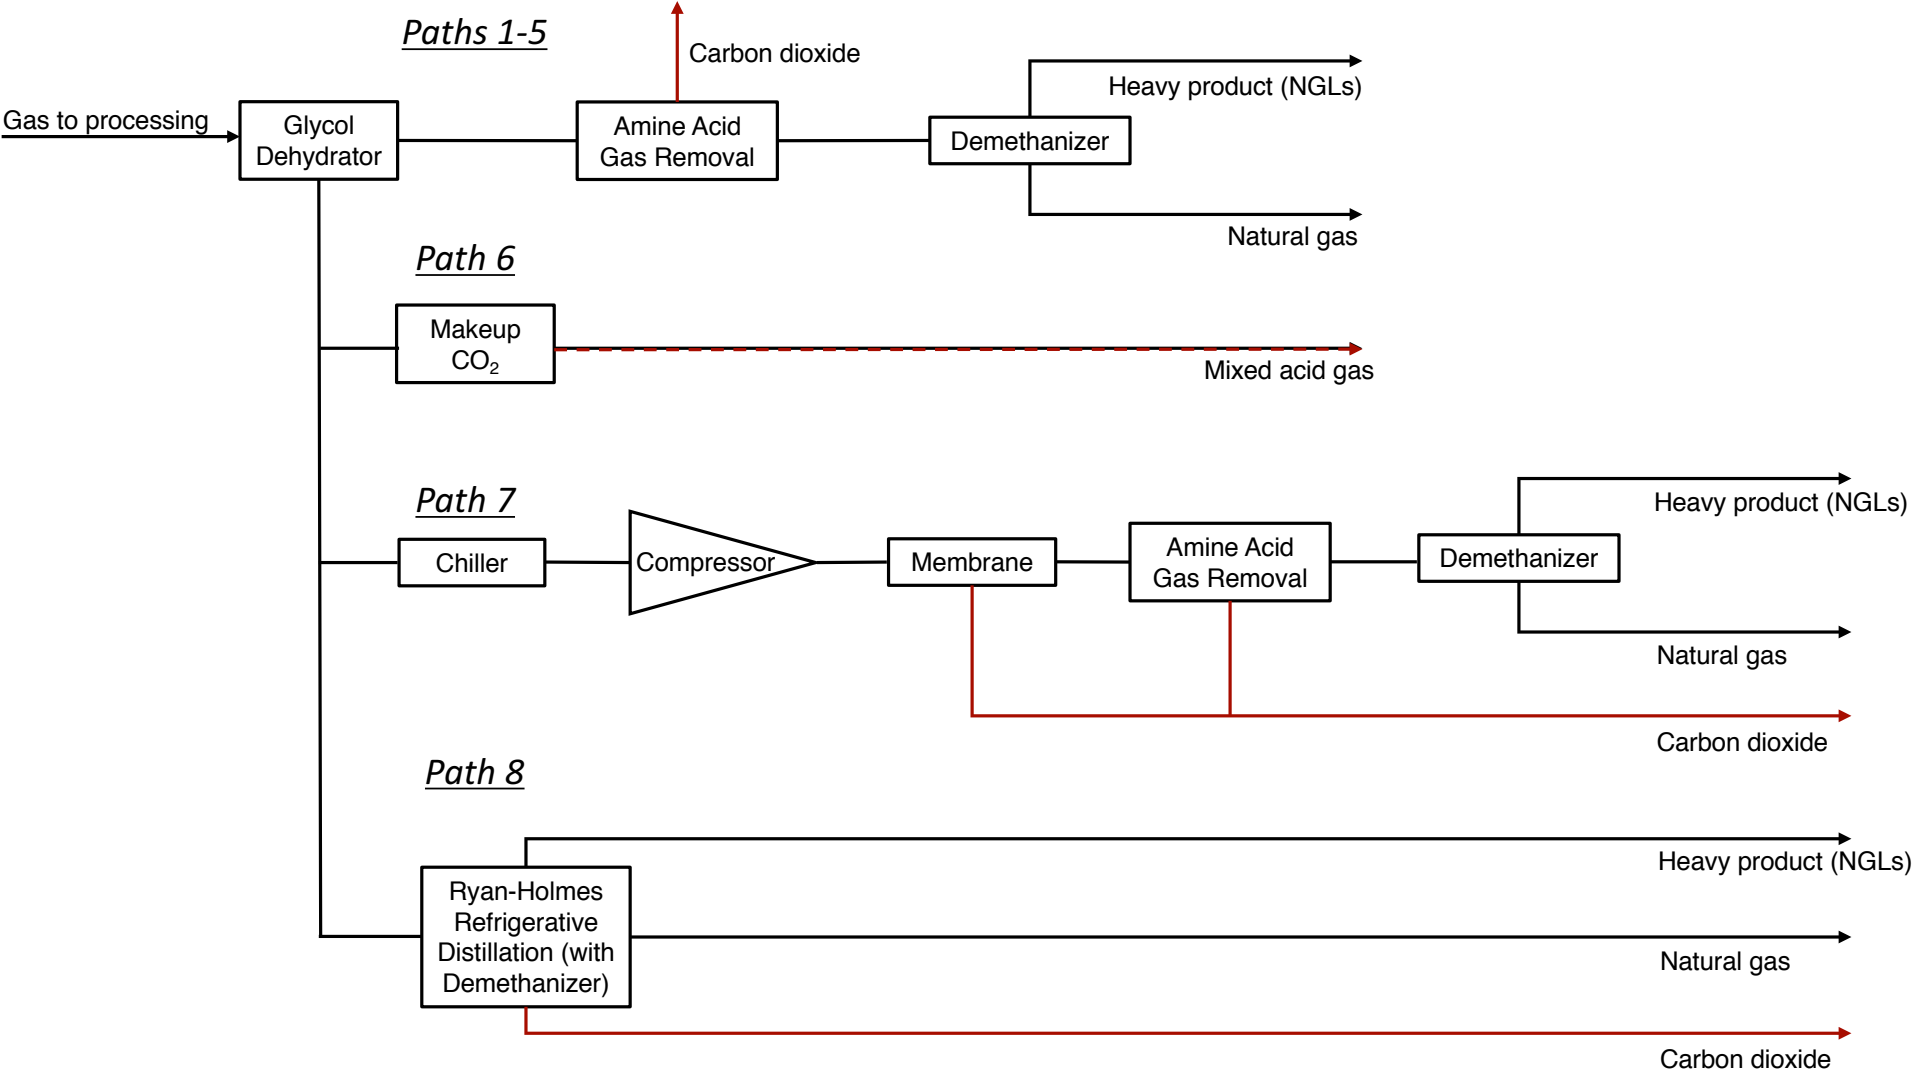 Paths 1-5
Carbon dioxide
Heavy product (NGLs)
Gas to processing
Glycol
Dehydrator
Amine Acid
Gas Removal
Demethanizer
Natural gas
Path 6
Makeup
CO₂
Mixed acid gas
Path 7
Chiller
Compressor
Membrane
Amine Acid
Gas Removal
Demethanizer
Heavy product (NGLs)
Natural gas
Carbon dioxide
Path 8
Ryan-Holmes
Refrigerative
Distillation (with
Demethanizer)
Heavy product (NGLs)
Natural gas
Carbon dioxide